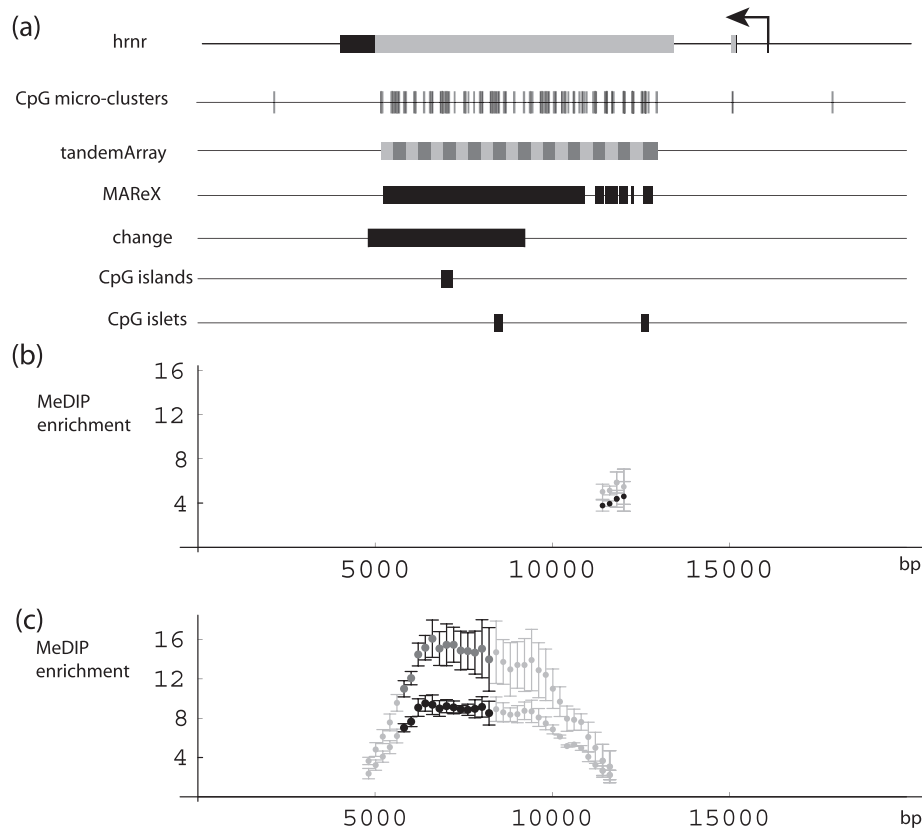 (a)
hrnr
CpG micro-clusters
tandemArray
MAReX
change
CpG islands
CpG islets
(b)
MeDIP
enrichment
16
12
8
4
5000 10000 15000 bp
(c)
MeDIP
enrichment
16
12
8
4
5000 10000 15000 bp